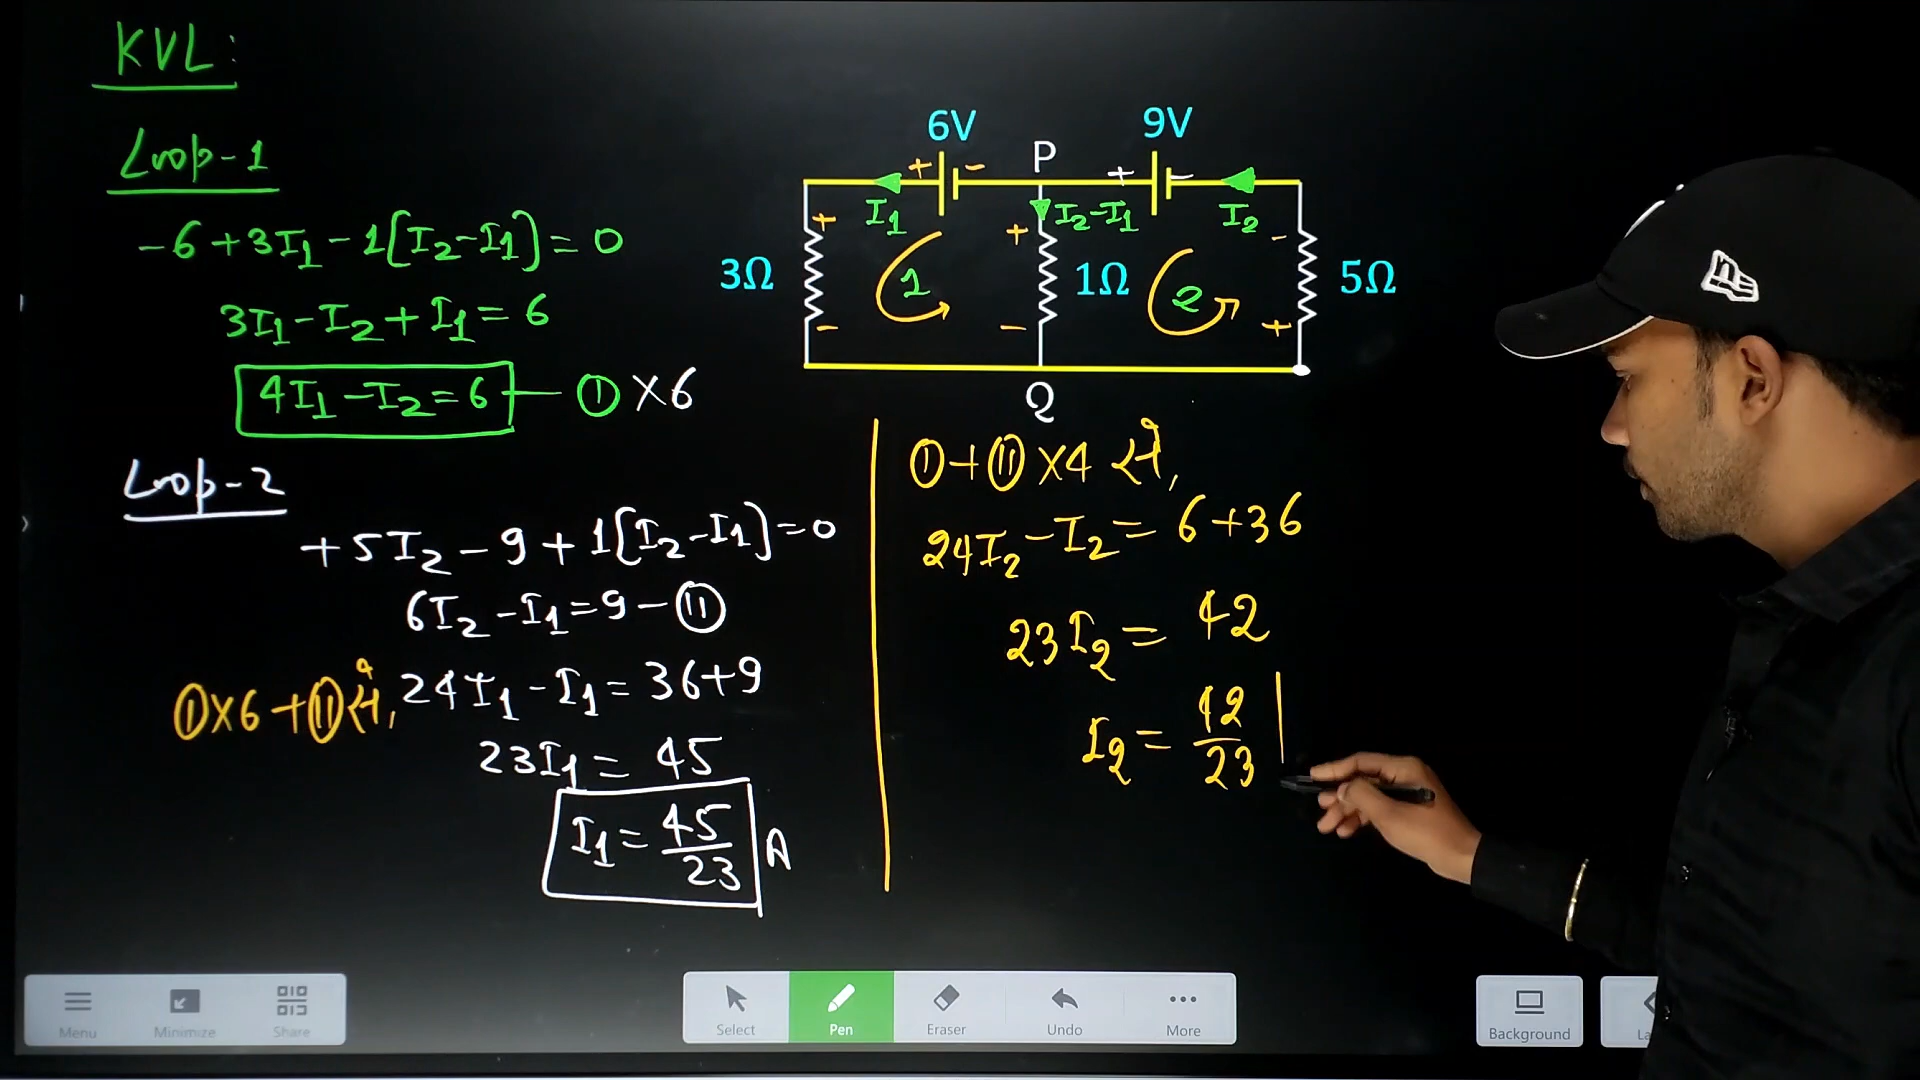 KVL:
Loop-1
-6+3I₁-1[I₂-I₁]=0
3I₁-I₂+I₁=6
4I₁-I₂=6 — ① ×6
Loop-2
+5I₂-9+1[I₂-I₁]=0
6I₂-I₁=9-⑪
①×6+⑪ से, 24I₁-I₁=36+9
23I₁=45
I₁=45/23 A
6V
9V
P
+ -
+ -
I₁
I₂-I₁
I₂
+
+
-
3Ω
1
1Ω
2
5Ω
-
-
+
Q
①+⑪×4 से,
24I₂-I₂=6+36
23I₂=42
I₂=42/23
Menu
Minimize
Share
Select
Pen
Eraser
Undo
More
Background